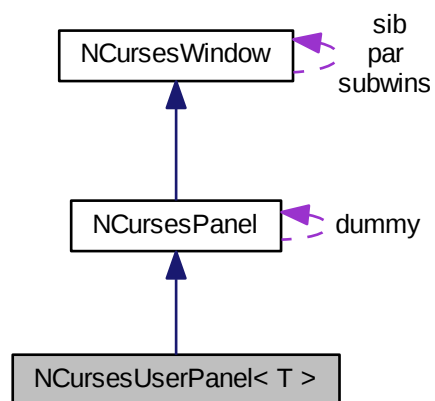 NCursesWindow
sib
par
subwins
NCursesPanel
dummy
NCursesUserPanel< T >